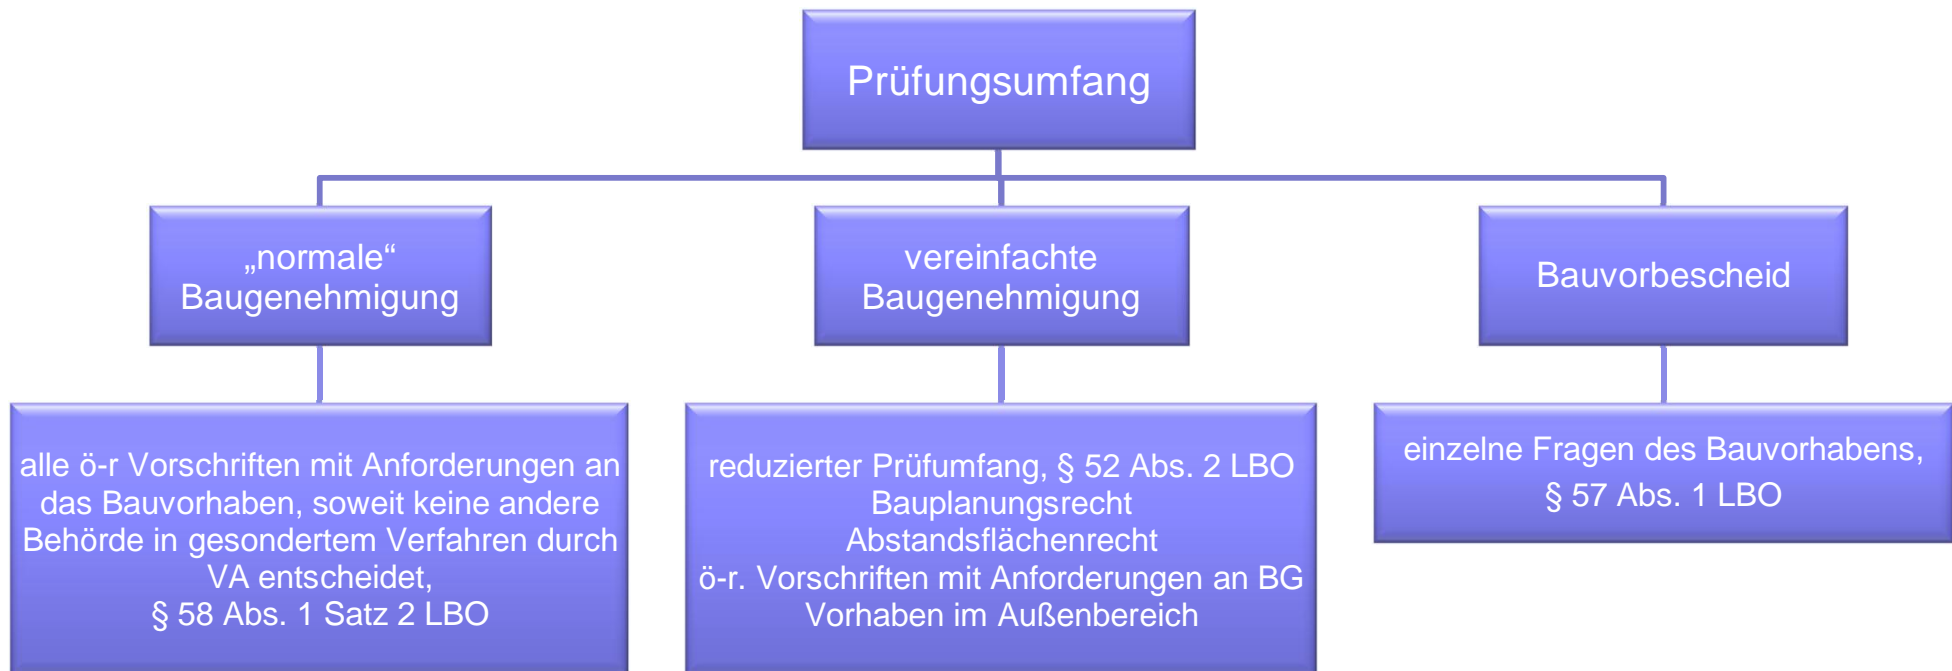 Prüfungsumfang
„normale“
Baugenehmigung
vereinfachte
Baugenehmigung
Bauvorbescheid
alle ö-r Vorschriften mit Anforderungen an
das Bauvorhaben, soweit keine andere
Behörde in gesondertem Verfahren durch
VA entscheidet,
§ 58 Abs. 1 Satz 2 LBO
reduzierter Prüfumfang, § 52 Abs. 2 LBO
Bauplanungsrecht
Abstandsflächenrecht
ö-r. Vorschriften mit Anforderungen an BG
Vorhaben im Außenbereich
einzelne Fragen des Bauvorhabens,
§ 57 Abs. 1 LBO